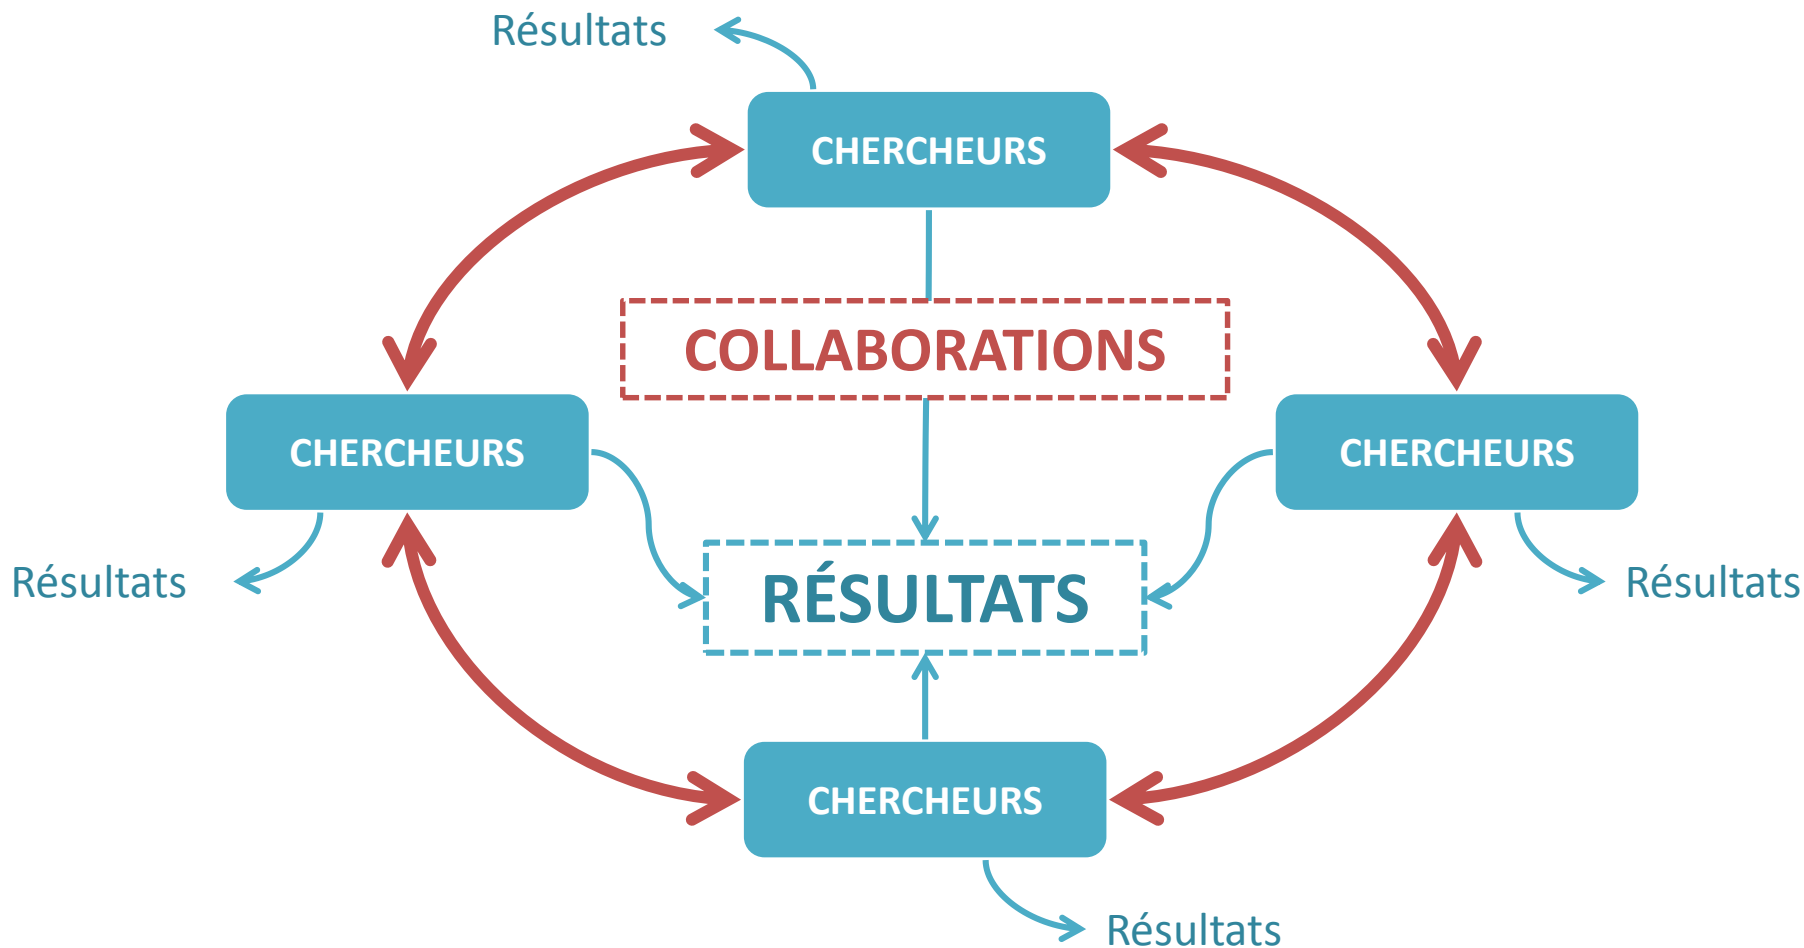 Résultats
CHERCHEURS
COLLABORATIONS
CHERCHEURS
CHERCHEURS
Résultats
RÉSULTATS
Résultats
CHERCHEURS
Résultats